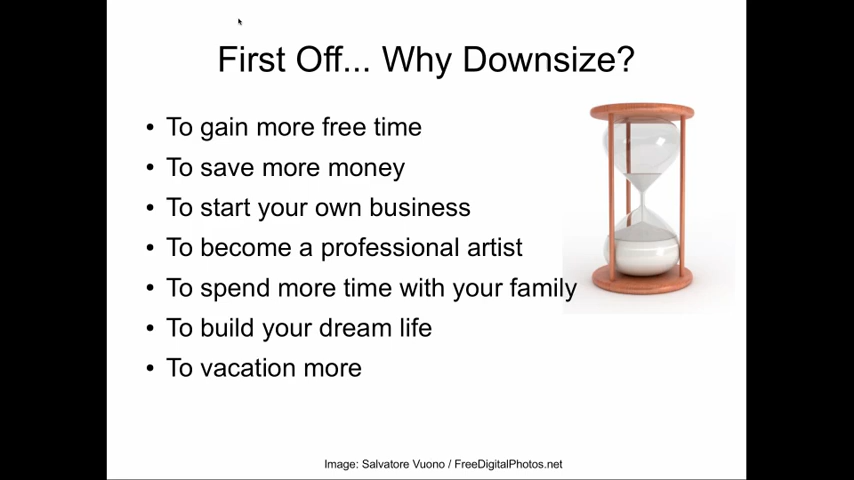 First Off... Why Downsize?
• To gain more free time
• To save more money
• To start your own business
• To become a professional artist
• To spend more time with your family
• To build your dream life
• To vacation more
Image: Salvatore Vuono / FreeDigitalPhotos.net